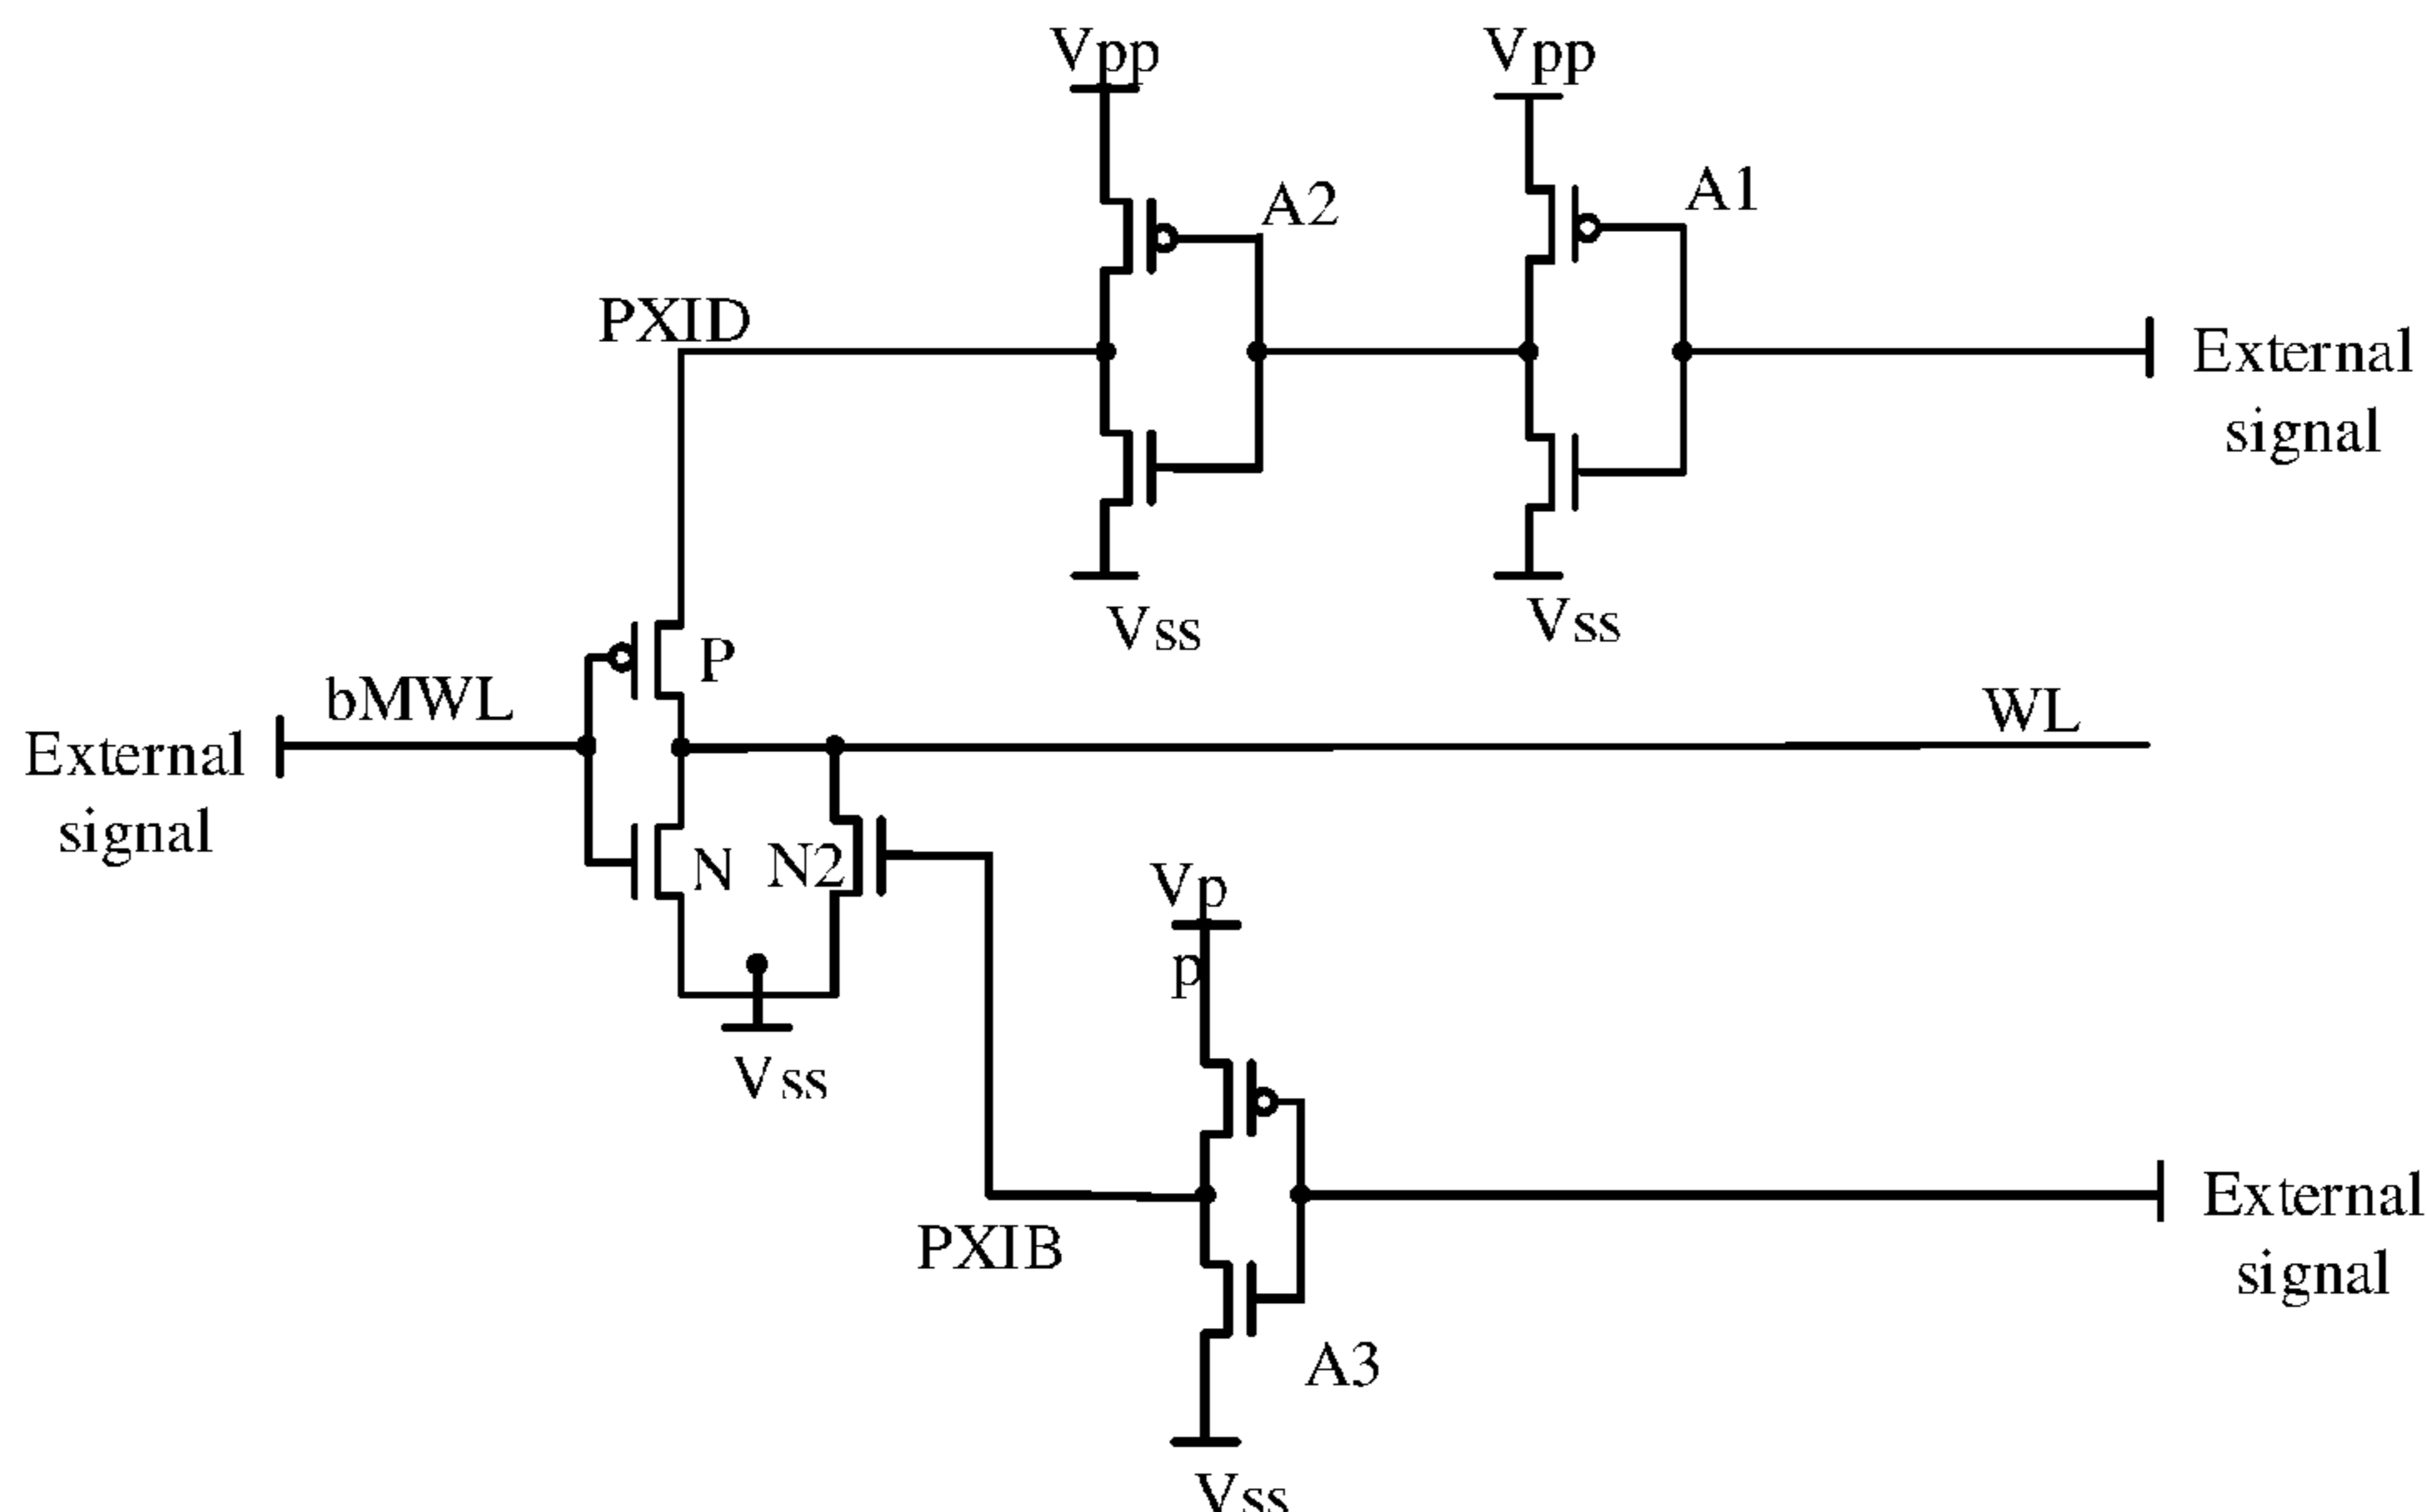 Vpp
Vpp
A2
A1
PXID
External
signal
Vss
Vss
P
bMWL
WL
External
signal
N
N2
Vp
p
Vss
PXIB
External
signal
A3
Vss